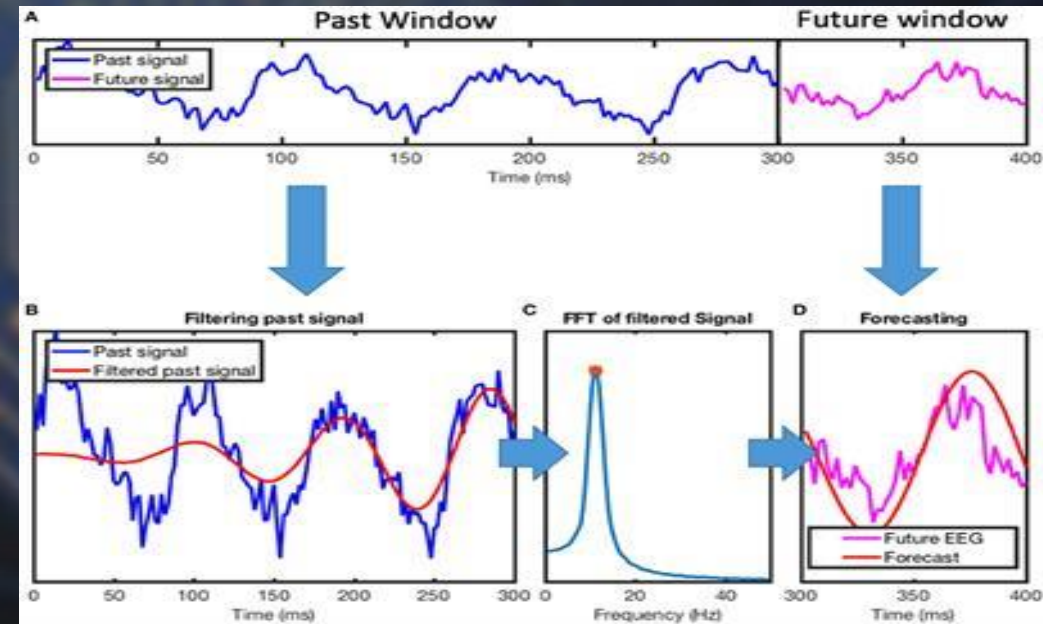 A
Past Window
Future window
Past signal
Future signal
0 50 100 150 200 250 300 350 400
Time (ms)
Time (ms)
B
Filtering past signal
Past signal
Filtered past signal
0 50 100 150 200 250 300
Time (ms)
C
FFT of filtered Signal
0 20 40
Frequency (Hz)
D
Forecasting
Future EEG
Forecast
300 350 400
Time (ms)